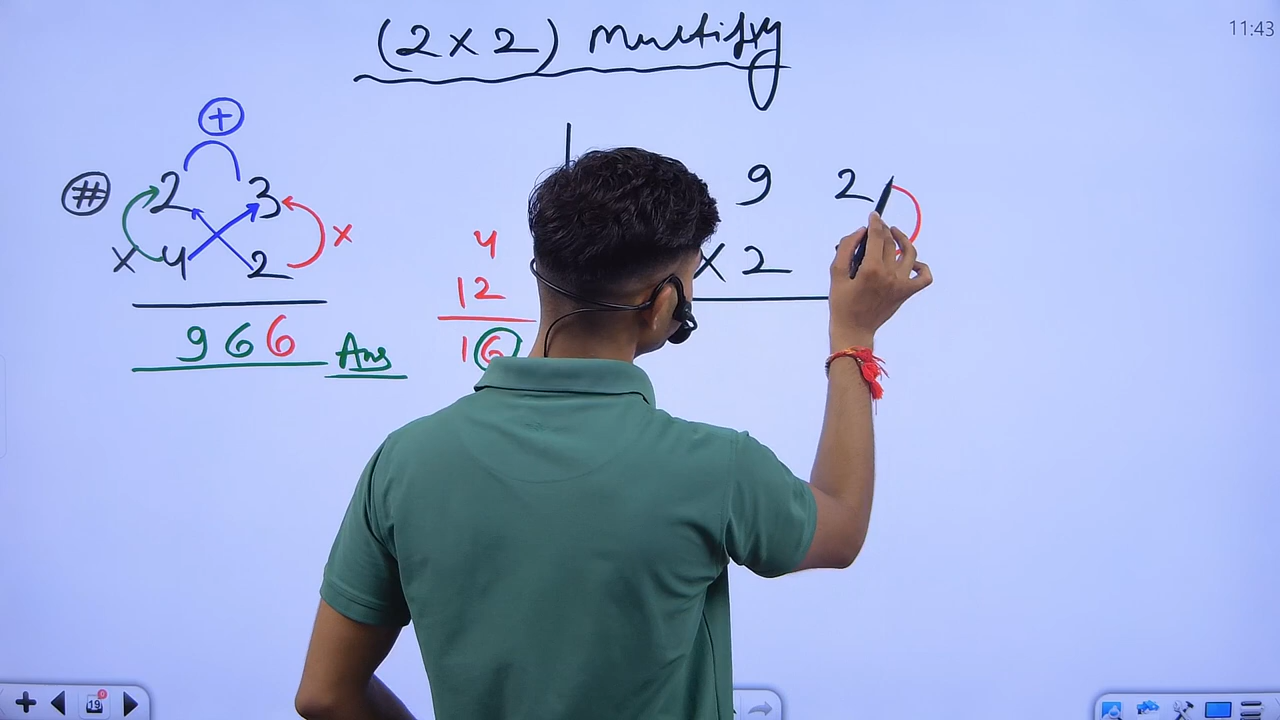 (2 × 2) Multiply
11:43
+
# 2 3
× 4 2 ×
966 Ans
4
12
16
9 2
× 2
19